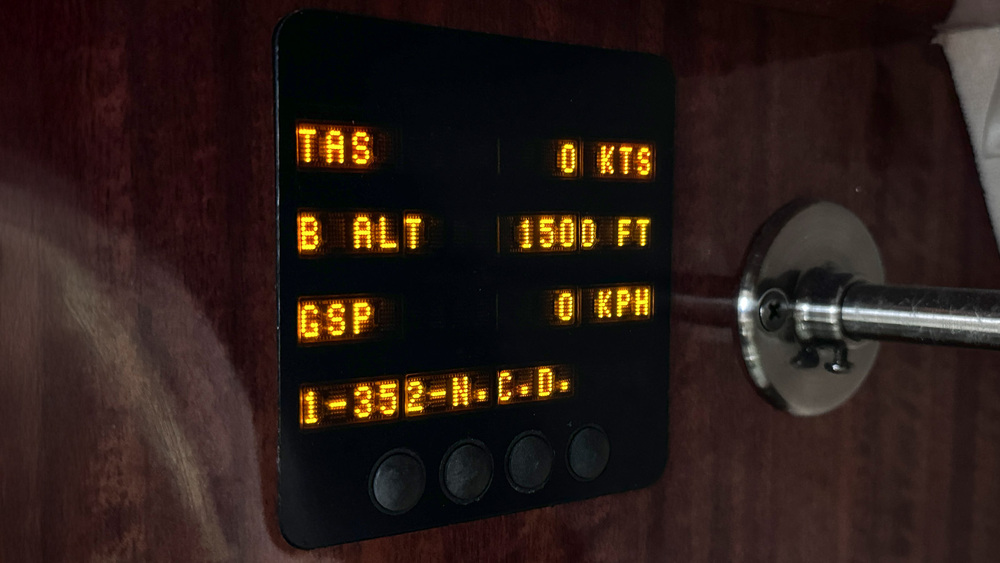 TAS 0 KTS
B ALT 1500 FT
GSP 0 KPH
1-352-N.C.D.